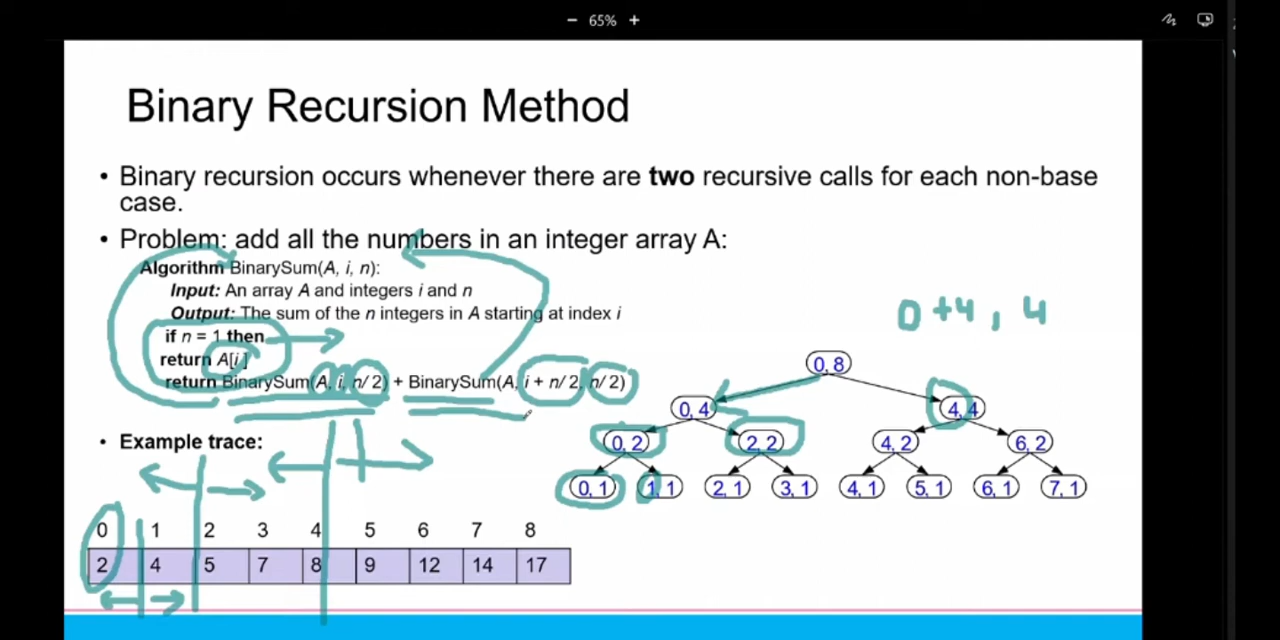 65%
Binary Recursion Method
• Binary recursion occurs whenever there are two recursive calls for each non-base
case.
• Problem: add all the numbers in an integer array A:
Algorithm BinarySum(A, i, n):
Input: An array A and integers i and n
Output: The sum of the n integers in A starting at index i
if n = 1 then
return A[i]
return BinarySum(A, i, n/ 2) + BinarySum(A, i + n/ 2, n/ 2)
0 + 4 , 4
0, 8
0, 4 4, 4
0, 2 2, 2 4, 2 6, 2
0, 1 1, 1 2, 1 3, 1 4, 1 5, 1 6, 1 7, 1
• Example trace:
0 1 2 3 4 5 6 7 8
2 4 5 7 8 9 12 14 17